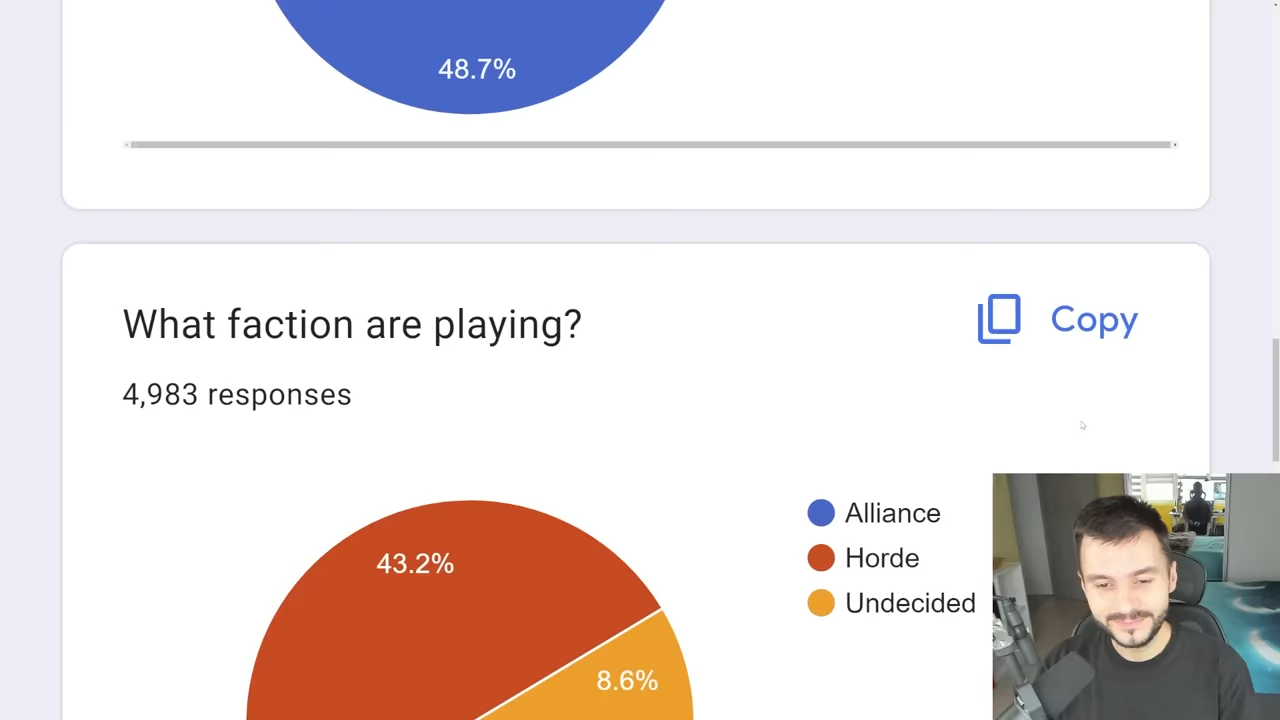 48.7%
What faction are playing?
Copy
4,983 responses
Alliance
43.2%
Horde
Undecided
8.6%